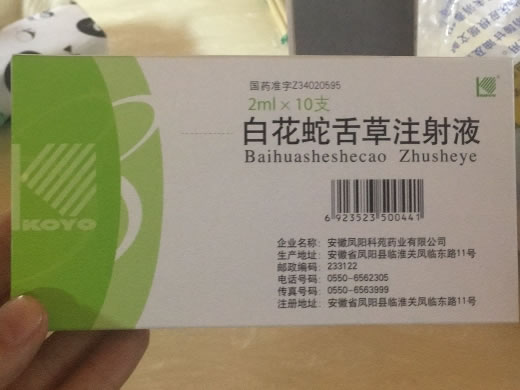 国药准字Z34020595
2ml×10支
白花蛇舌草注射液
Baihuasheshecao Zhusheye
KOYO
6 923523 500441
企业名称：安徽凤阳科苑药业有限公司
生产地址：安徽省凤阳县临淮关凤临东路11号
邮政编码：233122
电话号码：0550-6562305
传真号码：0550-6563999
注册地址：安徽省凤阳县临淮关凤临东路11号